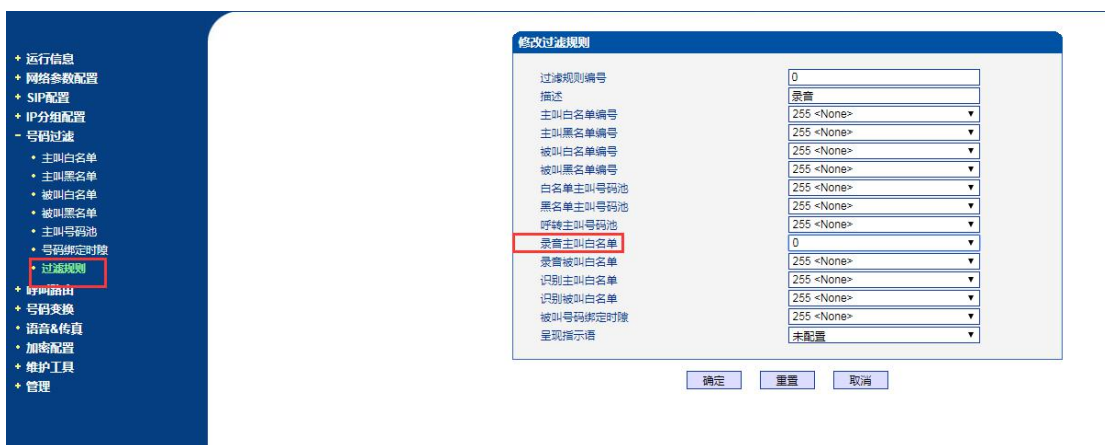 + 运行信息
+ 网络参数配置
+ SIP配置
+ IP分组配置
- 号码过滤
• 主叫白名单
• 主叫黑名单
• 被叫白名单
• 被叫黑名单
• 主叫号码池
• 号码绑定时隙
• 过滤规则
+ 呼叫路由
+ 号码变换
• 语音&传真
• 加密配置
+ 维护工具
+ 管理
修改过滤规则
过滤规则编号 0
描述 录音
主叫白名单编号 255 <None>
主叫黑名单编号 255 <None>
被叫白名单编号 255 <None>
被叫黑名单编号 255 <None>
白名单主叫号码池 255 <None>
黑名单主叫号码池 255 <None>
呼转主叫号码池 255 <None>
录音主叫白名单 0
录音被叫白名单 255 <None>
识别主叫白名单 255 <None>
识别被叫白名单 255 <None>
被叫号码绑定时隙 255 <None>
呈现指示语 未配置
确定 重置 取消